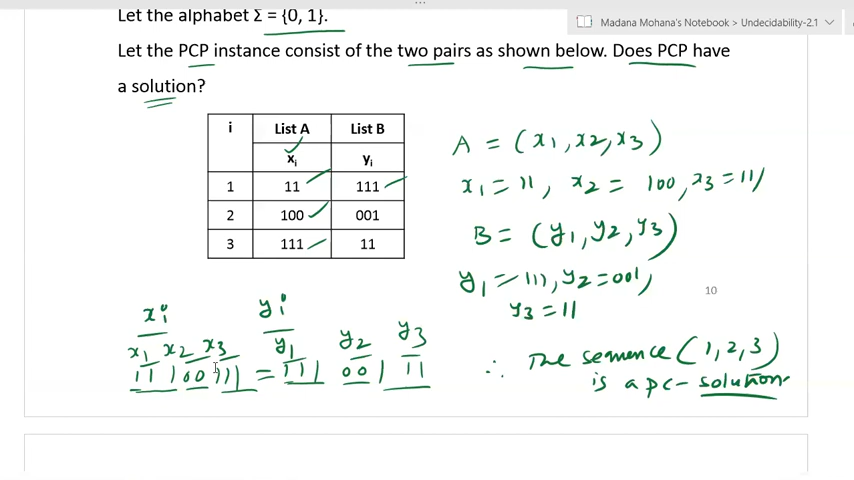 Let the alphabet Σ = {0, 1}.
Madana Mohana's Notebook > Undecidability-2.1
Let the PCP instance consist of the two pairs as shown below. Does PCP have
a solution?
i List A List B
xi yi
1 11 111
2 100 001
3 111 11
A = (x1, x2, x3)
x1 = 11, x2 = 100, x3 = 111
B = (y1, y2, y3)
y1 = 111, y2 = 001,
y3 = 11
10
xi yi
x1 x2 x3 y1 y2 y3
11 100 111 = 111 001 11
∴ The sequence (1, 2, 3)
is a pc-solution.